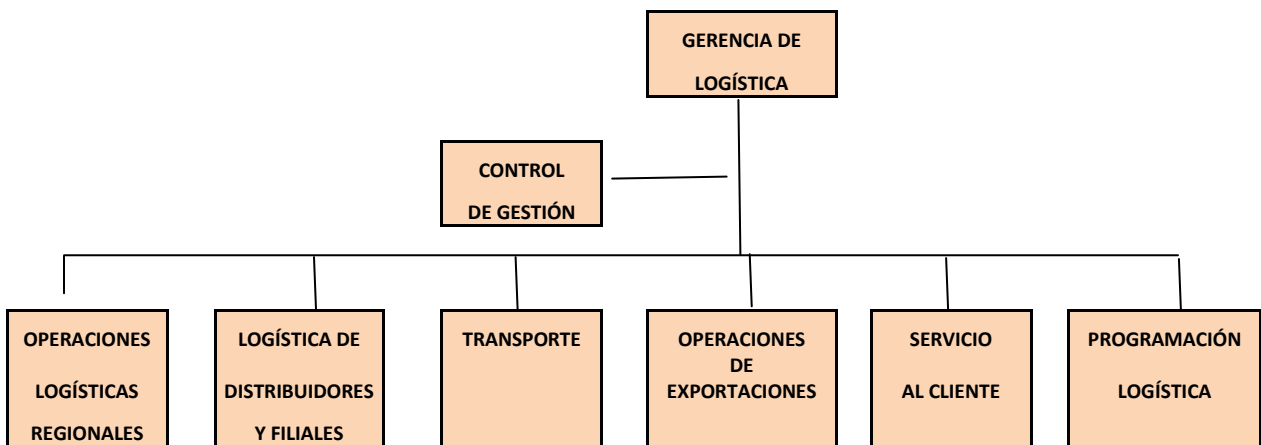 GERENCIA DE
LOGÍSTICA
CONTROL
DE GESTIÓN
OPERACIONES
LOGÍSTICAS
REGIONALES
LOGÍSTICA DE
DISTRIBUIDORES
Y FILIALES
TRANSPORTE
OPERACIONES
DE
EXPORTACIONES
SERVICIO
AL CLIENTE
PROGRAMACIÓN
LOGÍSTICA